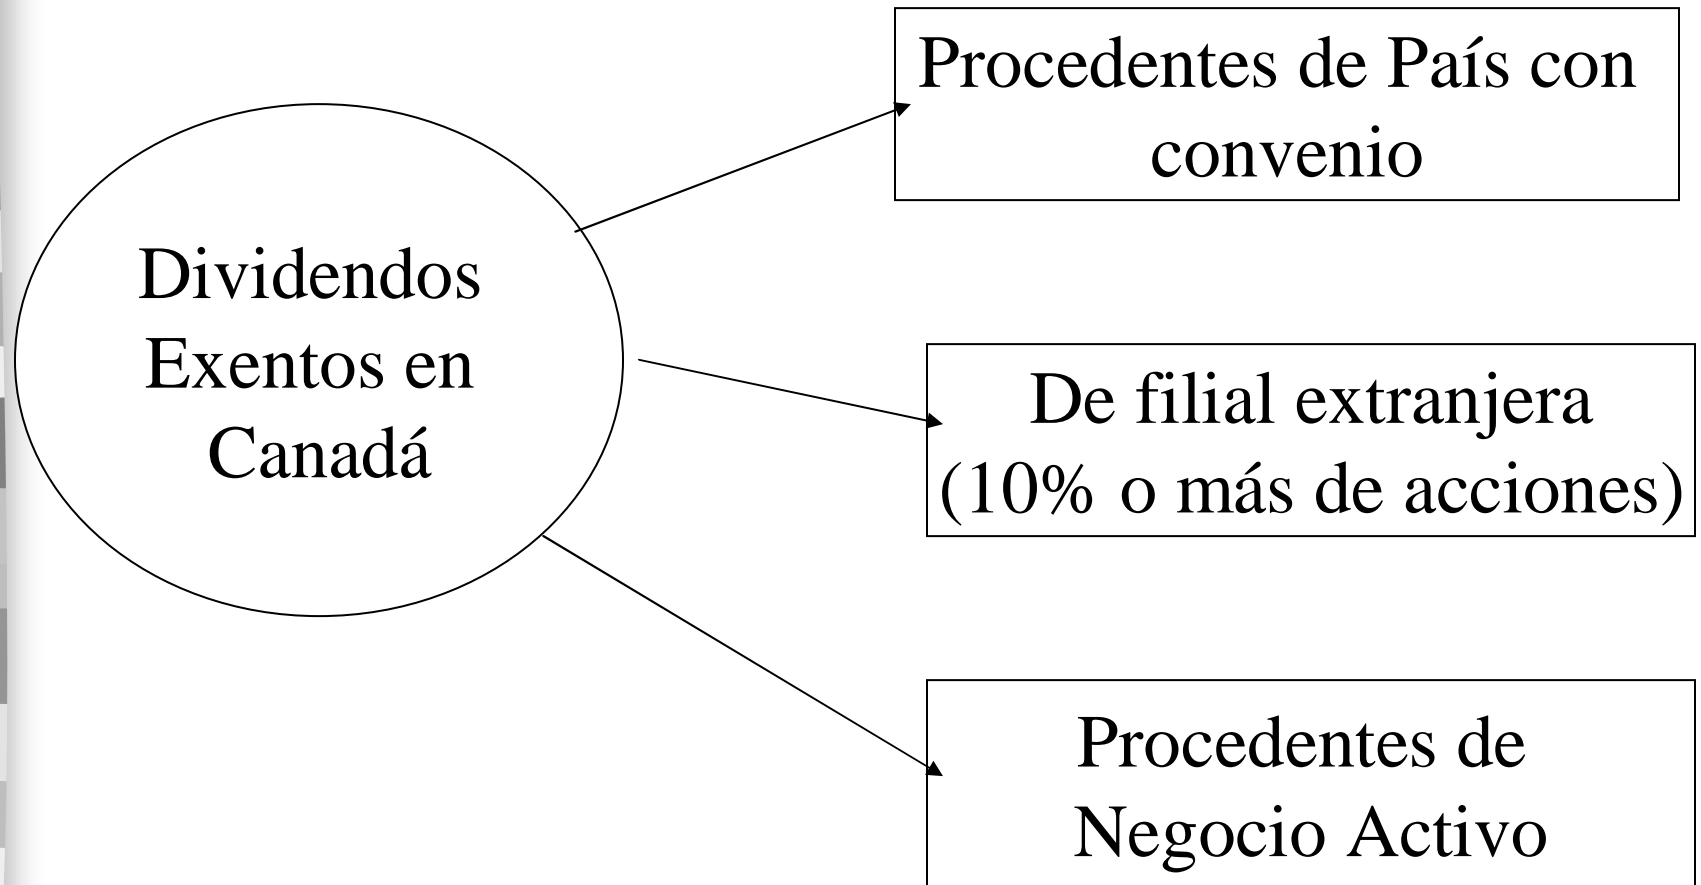 Dividendos
Exentos en
Canadá
Procedentes de País con
convenio
De filial extranjera
(10% o más de acciones)
Procedentes de
Negocio Activo